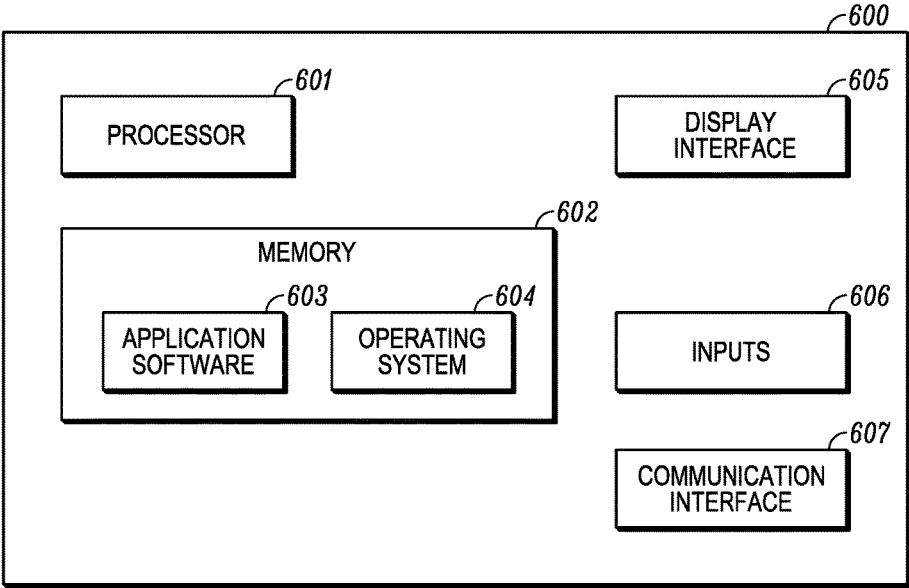 600
601
PROCESSOR
605
DISPLAY
INTERFACE
602
MEMORY
603
APPLICATION
SOFTWARE
604
OPERATING
SYSTEM
606
INPUTS
607
COMMUNICATION
INTERFACE